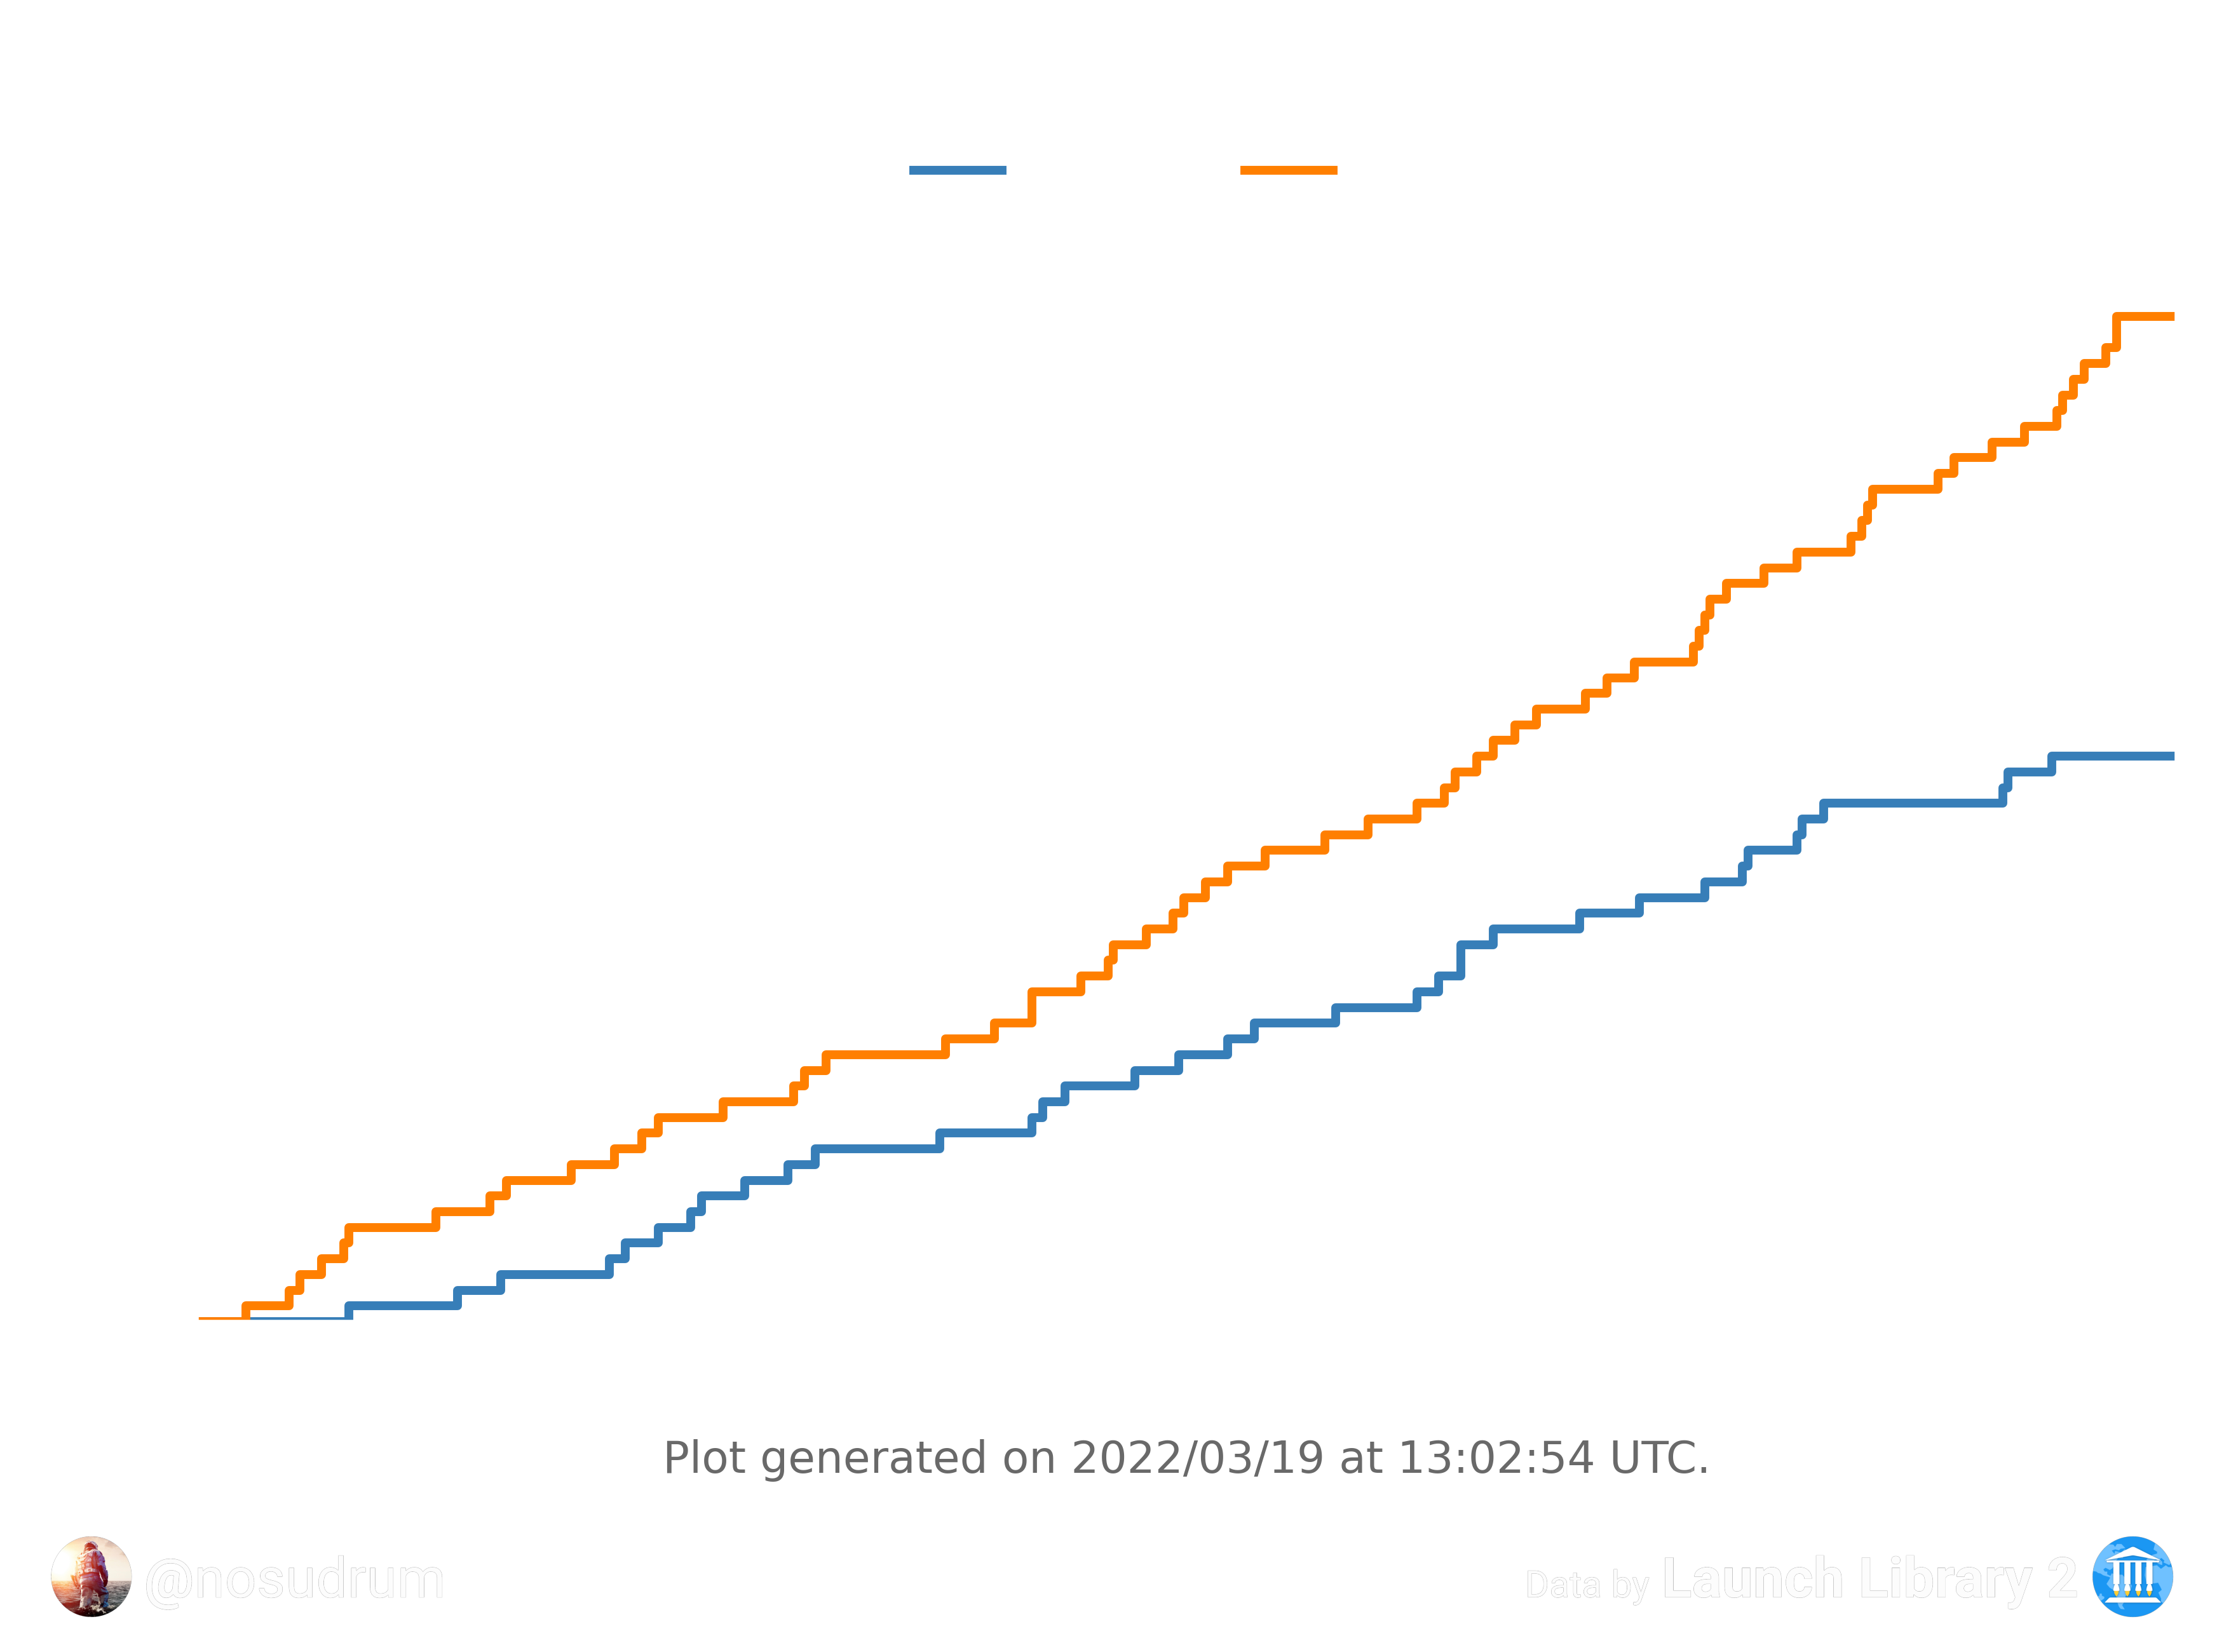 Plot generated on 2022/03/19 at 13:02:54 UTC.
@nosudrum
Data by Launch Library 2